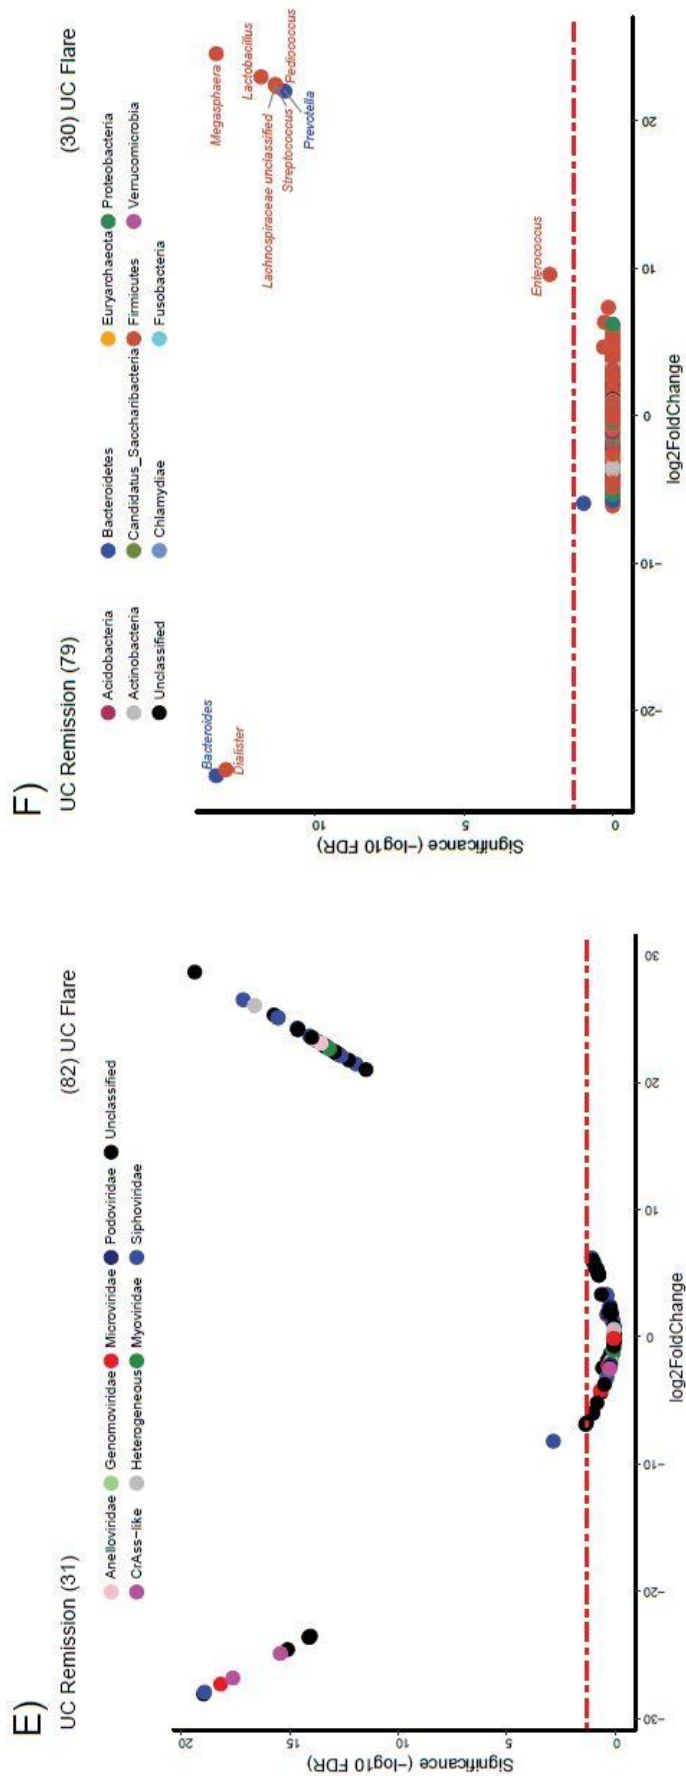 E)
UC Remission (31)
(82) UC Flare
Anelloviridae
Genomoviridae
Microviridae
Podoviridae
Unclassified
CrAss-like
Heterogeneous
Myoviridae
Siphoviridae
Significance (-log10 FDR)
20
15
10
5
0
-30
-20
-10
0
10
20
30
log2FoldChange
F)
UC Remission (79)
(30) UC Flare
Acidobacteria
Bacteroidetes
Euryarchaeota
Proteobacteria
Actinobacteria
Candidatus_Saccharibacteria
Firmicutes
Verrucomicrobia
Unclassified
Chlamydiae
Fusobacteria
Significance (-log10 FDR)
10
5
0
Bacteroides
Dialister
Megasphaera
Lactobacillus
Lachnospiraceae unclassified
Streptococcus
Pediococcus
Prevotella
Enterococcus
-20
-10
0
10
20
log2FoldChange